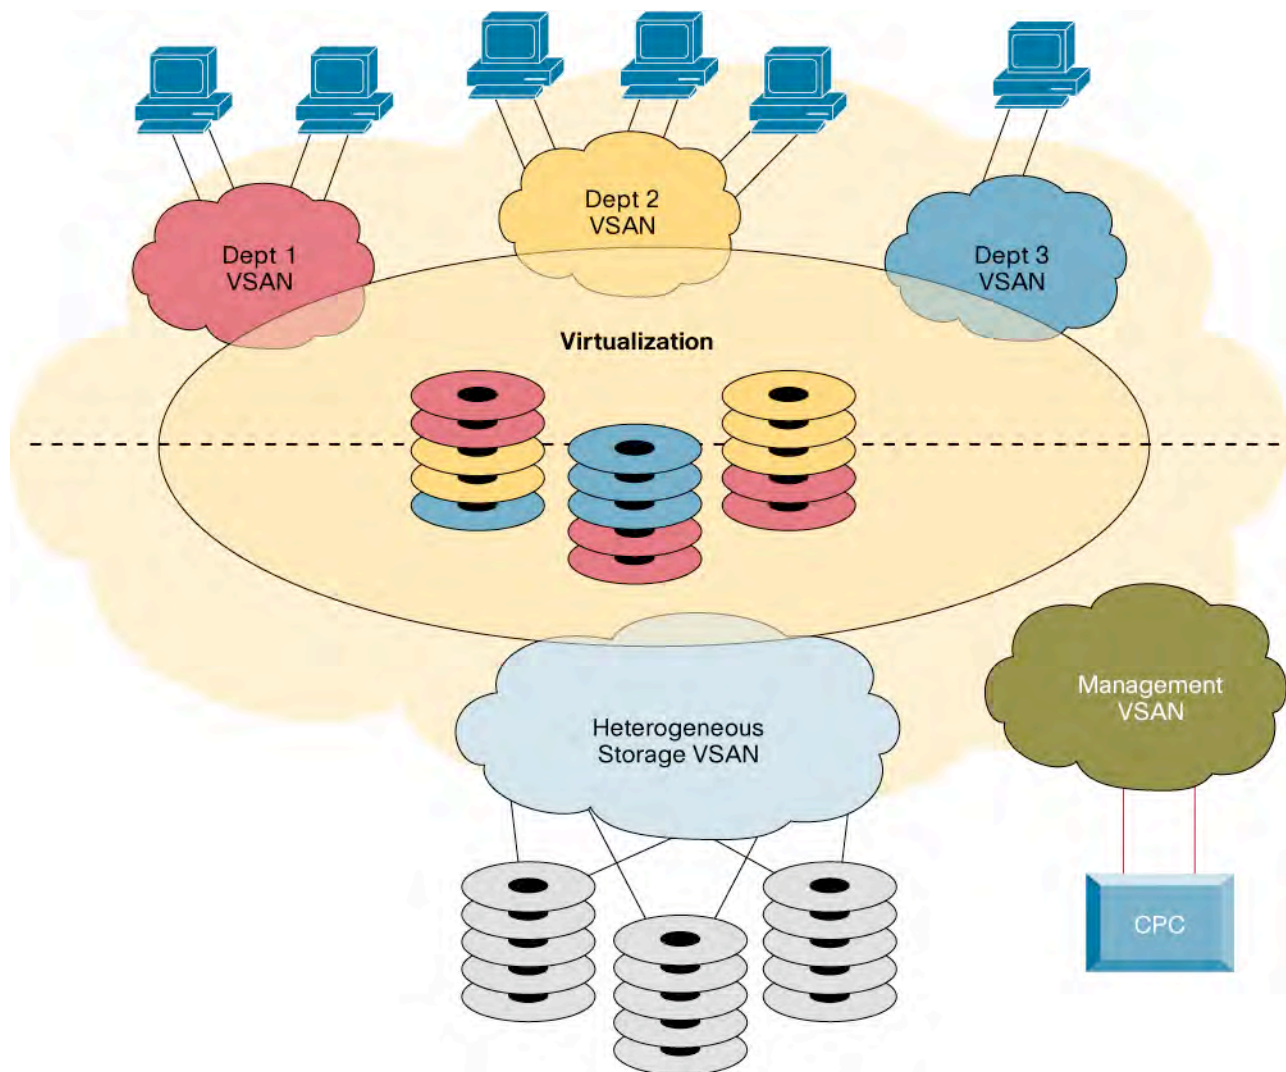 Dept 1
VSAN
Dept 2
VSAN
Dept 3
VSAN
Virtualization
Heterogeneous
Storage VSAN
Management
VSAN
CPC